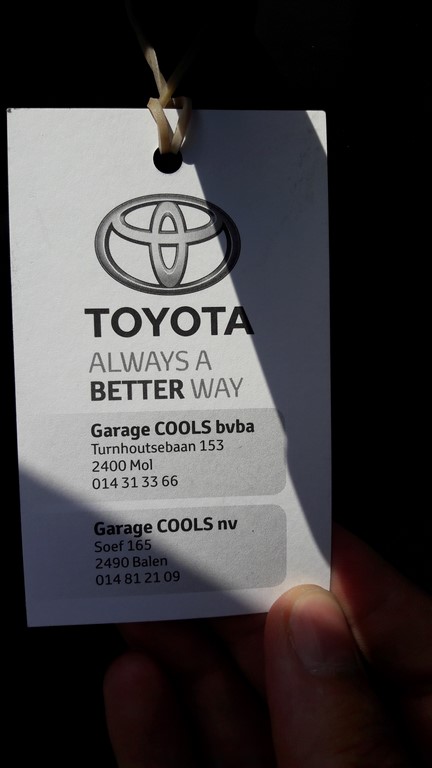 TOYOTA
ALWAYS A
BETTER WAY
Garage COOLS bvba
Turnhoutsebaan 153
2400 Mol
014 31 33 66
Garage COOLS nv
Soef 165
2490 Balen
014 81 21 09